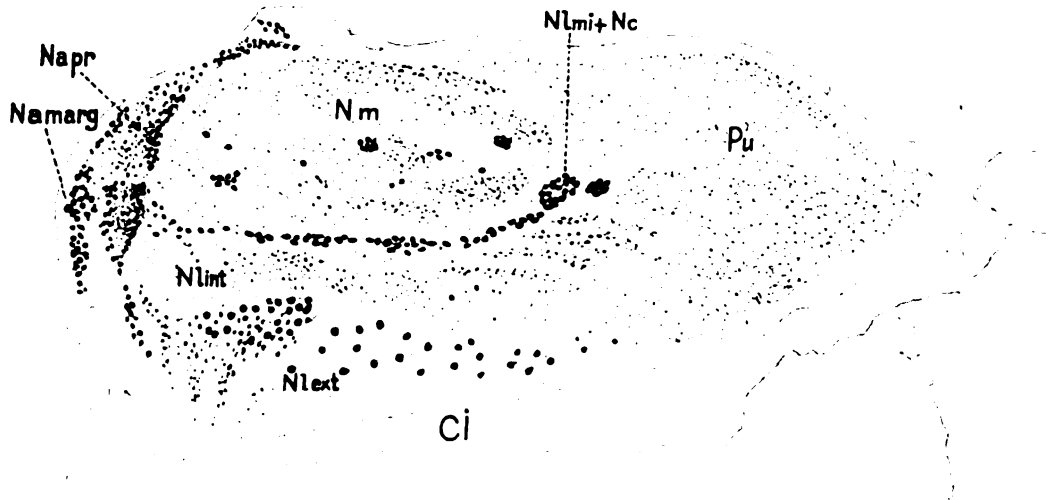 Nlmi+Nc
Napr
Namarg
Nm
Pu
Nlint
Nlext
Ci